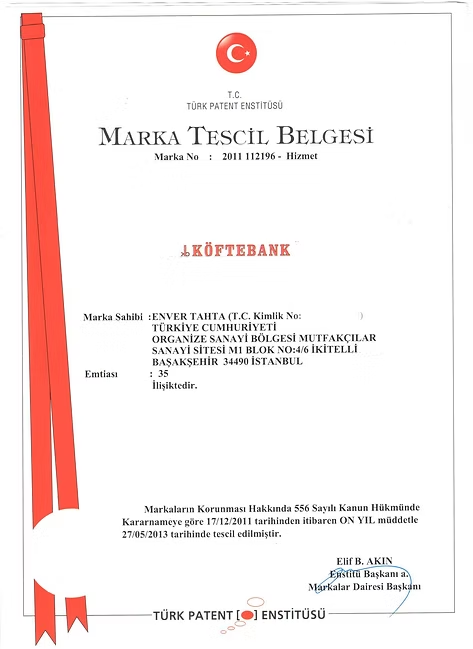 T.C.
TÜRK PATENT ENSTİTÜSÜ
MARKA TESCİL BELGESİ
Marka No : 2011 112196 - Hizmet
KÖFTEBANK
Marka Sahibi :ENVER TAHTA (T.C. Kimlik No: )
TÜRKİYE CUMHURİYETİ
ORGANİZE SANAYİ BÖLGESİ MUTFAKÇILAR
SANAYİ SİTESİ M1 BLOK NO:4/6 İKİTELLİ
BAŞAKŞEHİR 34490 İSTANBUL
Emtiası : 35
İlişiktedir.
Markaların Korunması Hakkında 556 Sayılı Kanun Hükmünde
Kararnameye göre 17/12/2011 tarihinden itibaren ON YIL müddetle
27/05/2013 tarihinde tescil edilmiştir.
Elif B. AKIN
Enstitü Başkanı a.
Markalar Dairesi Başkanı
TÜRK PATENT [ ] ENSTİTÜSÜ